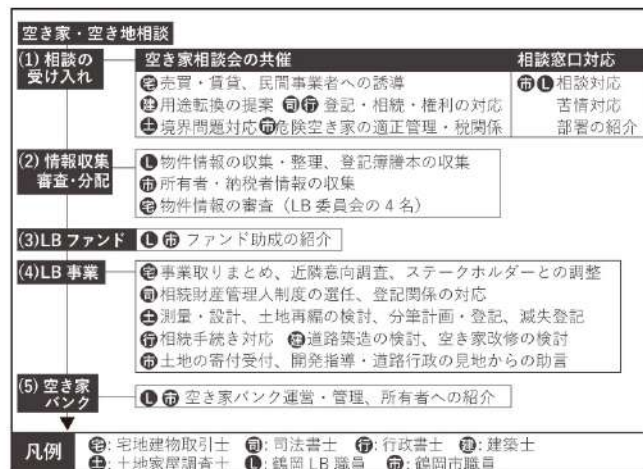 空き家・空き地相談
(1) 相談の受け入れ
空き家相談会の共催
宅売買・賃貸、民間事業者への誘導
建用途転換の提案 司行 登記・相続・権利の対応
土境界問題対応市危険空き家の適正管理・税関係
相談窓口対応
市L相談対応
苦情対応
部署の紹介
(2) 情報収集
審査・分配
L物件情報の収集・整理、登記簿謄本の収集
市所有者・納税者情報の収集
宅物件情報の審査（LB 委員会の 4 名）
(3)LB ファンド
L市 ファンド助成の紹介
(4)LB 事業
宅事業取りまとめ、近隣意向調査、ステークホルダーとの調整
司相続財産管理人制度の選任、登記関係の対応
土測量・設計、土地再編の検討、分筆計画・登記、滅失登記
行相続手続き対応 建道路築造の検討、空き家改修の検討
市土地の寄付受付、開発指導・道路行政の見地からの助言
(5) 空き家
バンク
L市 空き家バンク運営・管理、所有者への紹介
凡例
宅: 宅地建物取引士 司: 司法書士 行: 行政書士 建: 建築士
土: 土地家屋調査士 L: 鶴岡 LB 職員 市: 鶴岡市職員